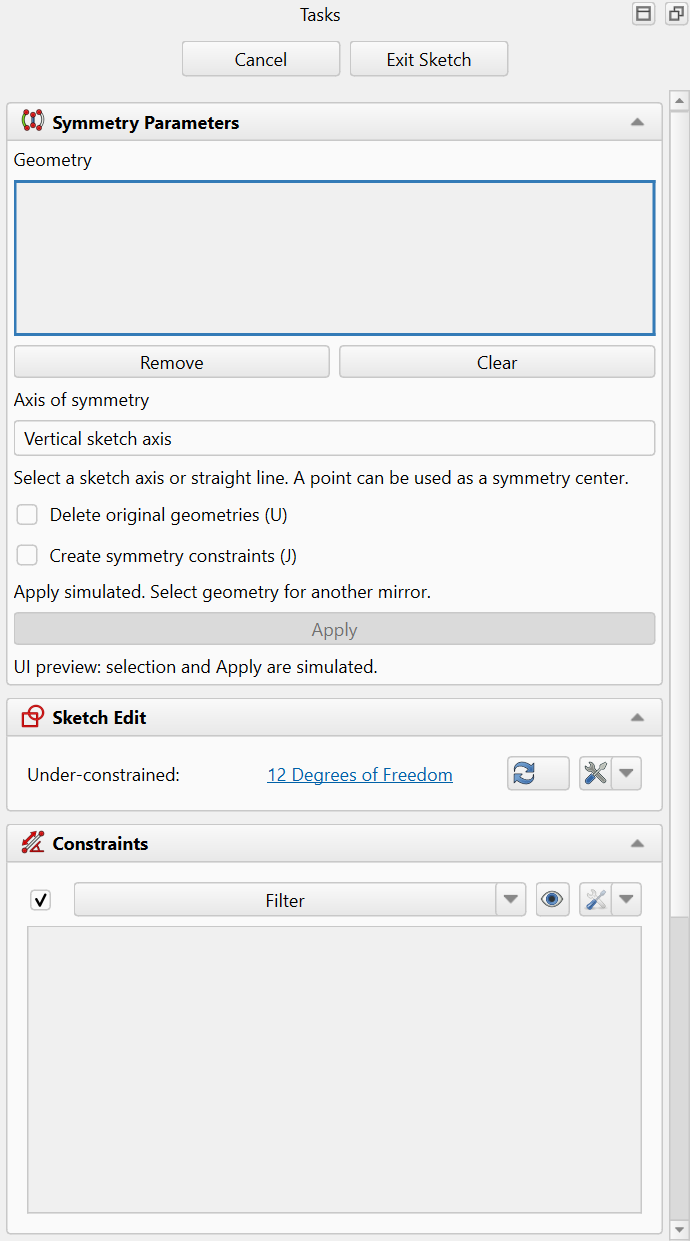 Tasks
Cancel
Exit Sketch
Symmetry Parameters
Geometry
Remove
Clear
Axis of symmetry
Vertical sketch axis
Select a sketch axis or straight line. A point can be used as a symmetry center.
Delete original geometries (U)
Create symmetry constraints (J)
Apply simulated. Select geometry for another mirror.
Apply
UI preview: selection and Apply are simulated.
Sketch Edit
Under-constrained:
12 Degrees of Freedom
Constraints
Filter